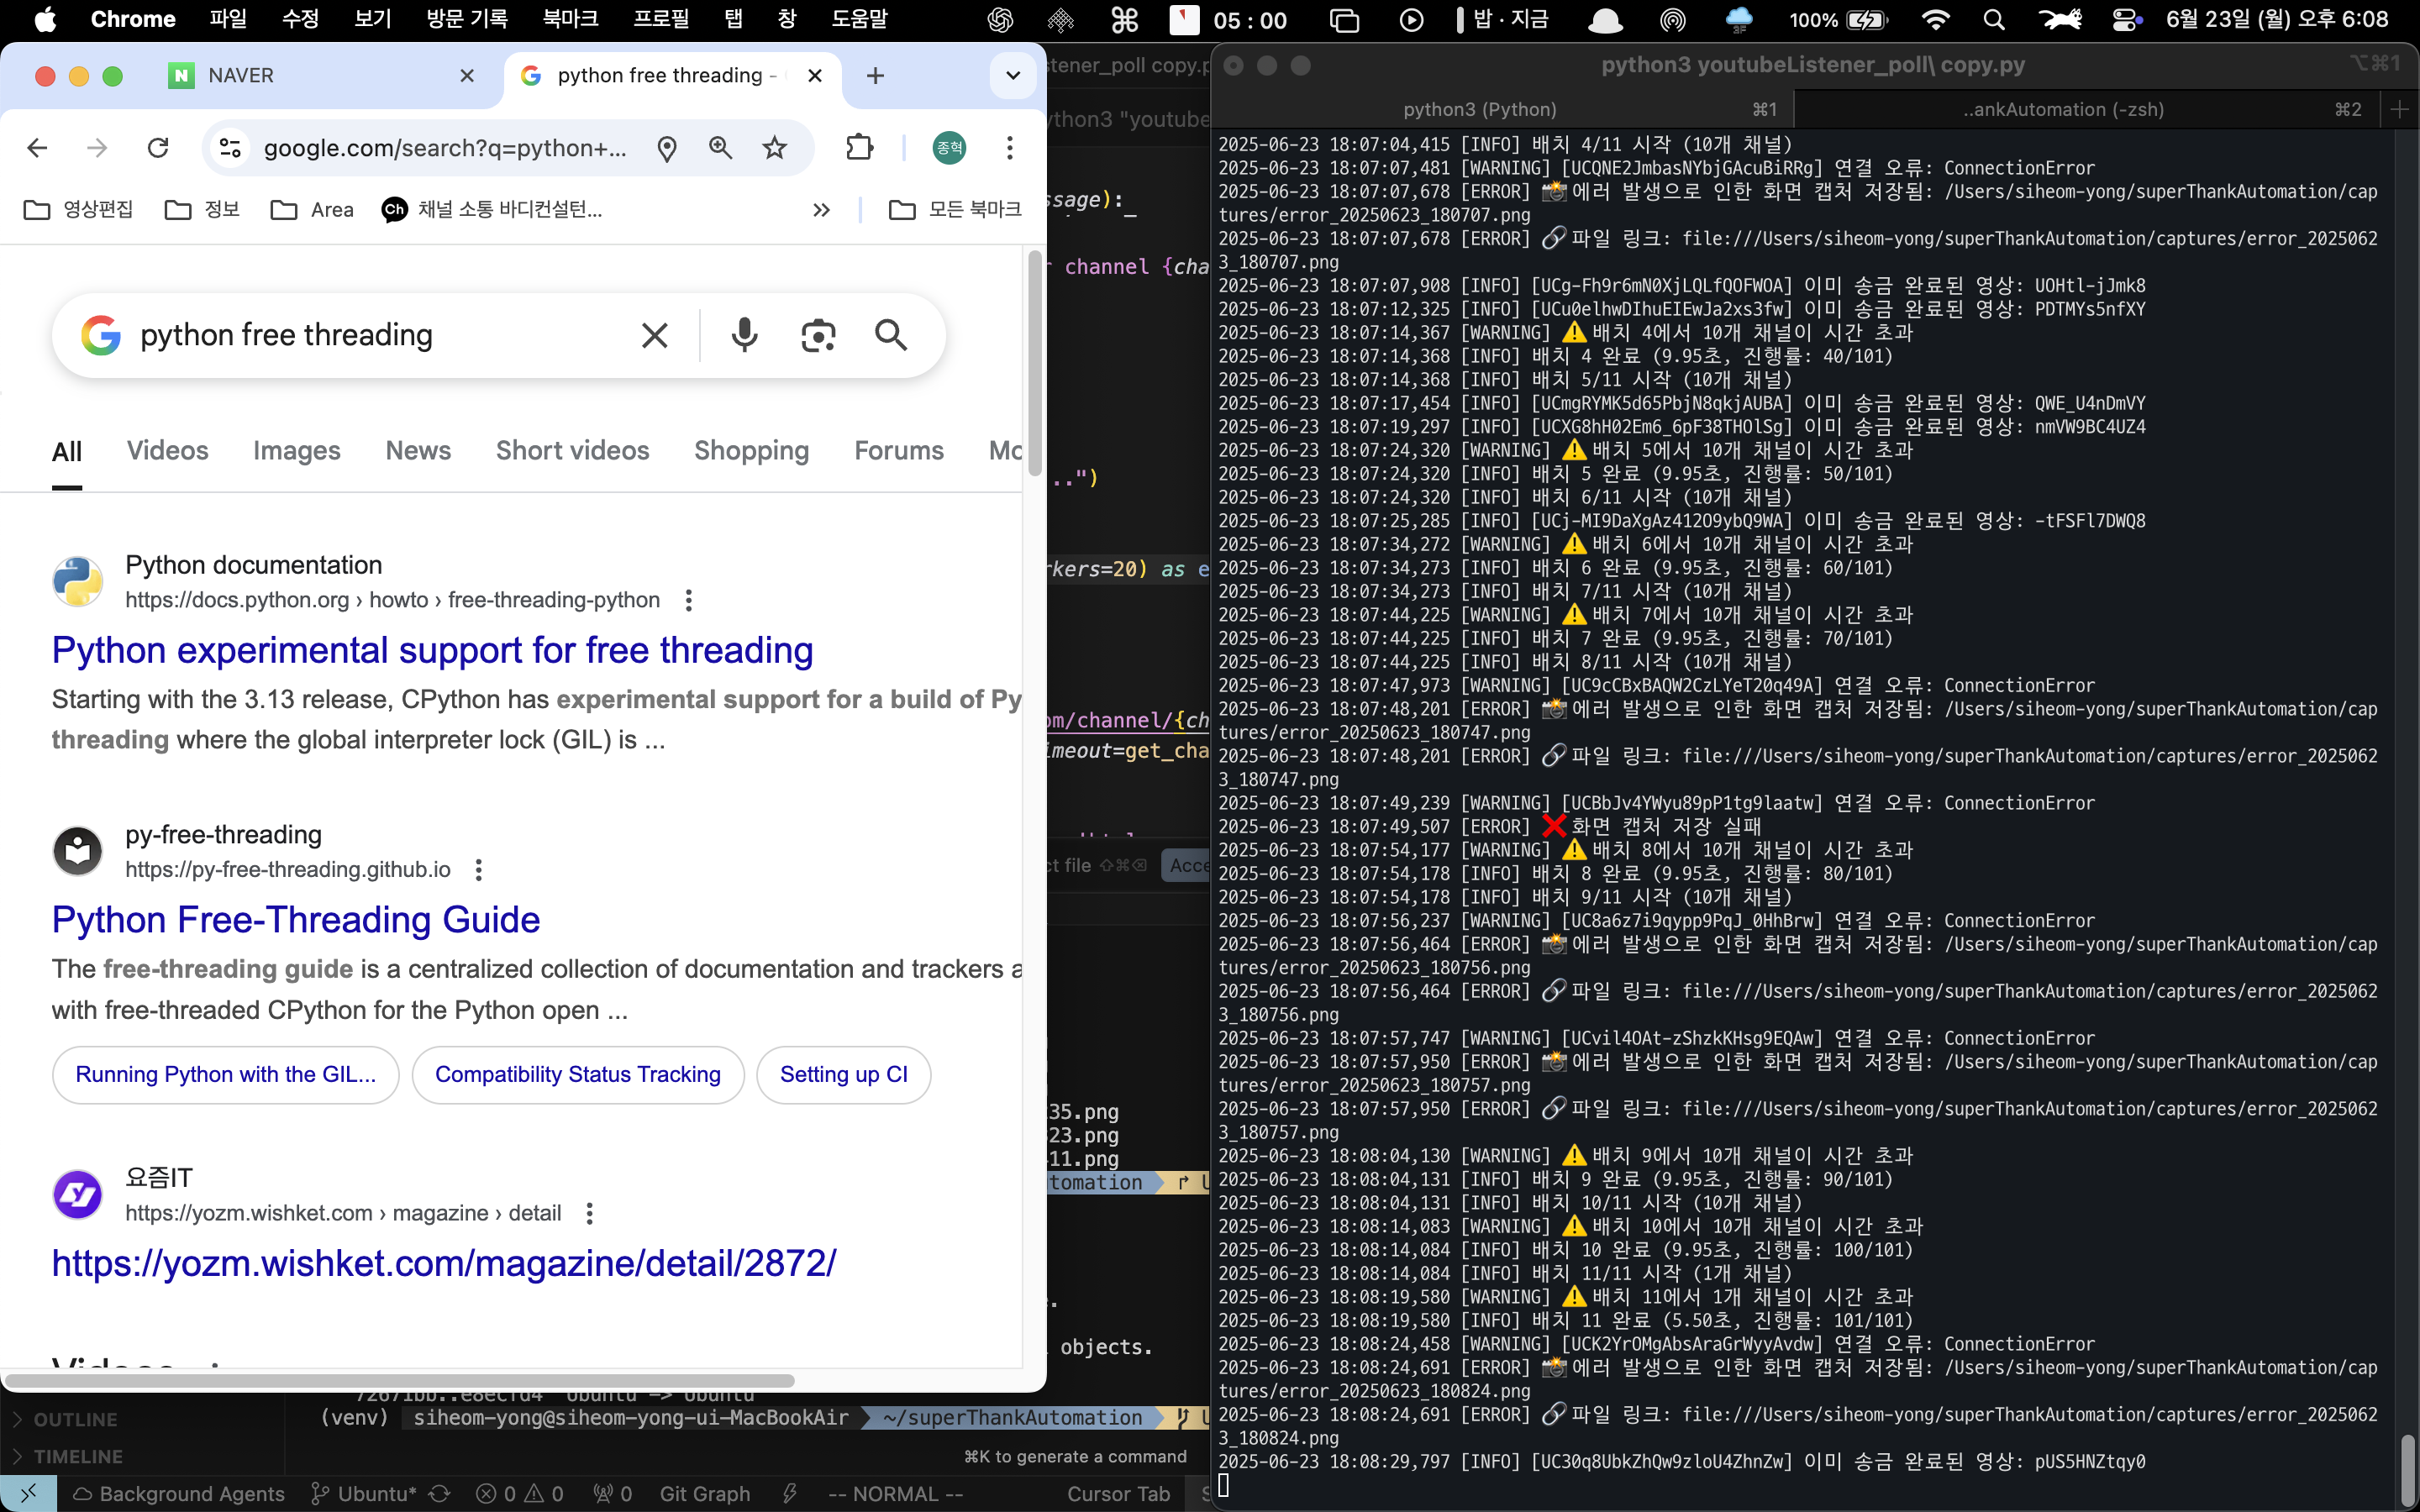 Chrome 파일 수정 보기 방문 기록 북마크 프로필 탭 창 도움말 05 : 00 밥 · 지금 100% 6월 23일 (월) 오후 6:08
NAVER
python free threading -
google.com/search?q=python+...
종혁
영상편집 정보 Area 채널 소통 바디컨설턴... 모든 북마크
python free threading
All Videos Images News Short videos Shopping Forums Mo
Python documentation
https://docs.python.org › howto › free-threading-python
Python experimental support for free threading
Starting with the 3.13 release, CPython has experimental support for a build of Py
threading where the global interpreter lock (GIL) is ...
py-free-threading
https://py-free-threading.github.io
Python Free-Threading Guide
The free-threading guide is a centralized collection of documentation and trackers a
with free-threaded CPython for the Python open ...
Running Python with the GIL...
Compatibility Status Tracking
Setting up CI
요즘IT
https://yozm.wishket.com › magazine › detail
https://yozm.wishket.com/magazine/detail/2872/
stener_poll copy.p
ython3 "youtube
ssage):
r channel {cha
..")
rkers=20) as e
om/channel/{ch
imeout=get_cha
ct file ⇧⌘⌫ Acce
35.png
23.png
11.png
tomation
objects.
(venv) siheom-yong@siheom-yong-ui-MacBookAir ~/superThankAutomation
⌘K to generate a command
OUTLINE
TIMELINE
Background Agents Ubuntu* 0 0 0 Git Graph -- NORMAL -- Cursor Tab
python3 youtubeListener_poll\ copy.py ⌥⌘1
python3 (Python) ⌘1 ..ankAutomation (-zsh) ⌘2
2025-06-23 18:07:04,415 [INFO] 배치 4/11 시작 (10개 채널)
2025-06-23 18:07:07,481 [WARNING] [UCQNE2JmbasNYbjGAcuBiRRg] 연결 오류: ConnectionError
2025-06-23 18:07:07,678 [ERROR] 📸 에러 발생으로 인한 화면 캡처 저장됨: /Users/siheom-yong/superThankAutomation/cap
tures/error_20250623_180707.png
2025-06-23 18:07:07,678 [ERROR] 🔗 파일 링크: file:///Users/siheom-yong/superThankAutomation/captures/error_2025062
3_180707.png
2025-06-23 18:07:07,908 [INFO] [UCg-Fh9r6mN0XjLQLfQOFWOA] 이미 송금 완료된 영상: UOHtl-jJmk8
2025-06-23 18:07:12,325 [INFO] [UCu0elhwDIhuEIEwJa2xs3fw] 이미 송금 완료된 영상: PDTMYs5nfXY
2025-06-23 18:07:14,367 [WARNING] ⚠️ 배치 4에서 10개 채널이 시간 초과
2025-06-23 18:07:14,368 [INFO] 배치 4 완료 (9.95초, 진행률: 40/101)
2025-06-23 18:07:14,368 [INFO] 배치 5/11 시작 (10개 채널)
2025-06-23 18:07:17,454 [INFO] [UCmgRYMK5d65PbjN8qkjAUBA] 이미 송금 완료된 영상: QWE_U4nDmVY
2025-06-23 18:07:19,297 [INFO] [UCXG8hH02Em6_6pF38THOlSg] 이미 송금 완료된 영상: nmVW9BC4UZ4
2025-06-23 18:07:24,320 [WARNING] ⚠️ 배치 5에서 10개 채널이 시간 초과
2025-06-23 18:07:24,320 [INFO] 배치 5 완료 (9.95초, 진행률: 50/101)
2025-06-23 18:07:24,320 [INFO] 배치 6/11 시작 (10개 채널)
2025-06-23 18:07:25,285 [INFO] [UCj-MI9DaXgAz412O9ybQ9WA] 이미 송금 완료된 영상: -tFSFl7DWQ8
2025-06-23 18:07:34,272 [WARNING] ⚠️ 배치 6에서 10개 채널이 시간 초과
2025-06-23 18:07:34,273 [INFO] 배치 6 완료 (9.95초, 진행률: 60/101)
2025-06-23 18:07:34,273 [INFO] 배치 7/11 시작 (10개 채널)
2025-06-23 18:07:44,225 [WARNING] ⚠️ 배치 7에서 10개 채널이 시간 초과
2025-06-23 18:07:44,225 [INFO] 배치 7 완료 (9.95초, 진행률: 70/101)
2025-06-23 18:07:44,225 [INFO] 배치 8/11 시작 (10개 채널)
2025-06-23 18:07:47,973 [WARNING] [UC9cCBxBAQW2CzLYeT20q49A] 연결 오류: ConnectionError
2025-06-23 18:07:48,201 [ERROR] 📸 에러 발생으로 인한 화면 캡처 저장됨: /Users/siheom-yong/superThankAutomation/cap
tures/error_20250623_180747.png
2025-06-23 18:07:48,201 [ERROR] 🔗 파일 링크: file:///Users/siheom-yong/superThankAutomation/captures/error_2025062
3_180747.png
2025-06-23 18:07:49,239 [WARNING] [UCBbJv4YWyu89pP1tg9laatw] 연결 오류: ConnectionError
2025-06-23 18:07:49,507 [ERROR] ❌ 화면 캡처 저장 실패
2025-06-23 18:07:54,177 [WARNING] ⚠️ 배치 8에서 10개 채널이 시간 초과
2025-06-23 18:07:54,178 [INFO] 배치 8 완료 (9.95초, 진행률: 80/101)
2025-06-23 18:07:54,178 [INFO] 배치 9/11 시작 (10개 채널)
2025-06-23 18:07:56,237 [WARNING] [UC8a6z7i9qypp9PqJ_0HhBrw] 연결 오류: ConnectionError
2025-06-23 18:07:56,464 [ERROR] 📸 에러 발생으로 인한 화면 캡처 저장됨: /Users/siheom-yong/superThankAutomation/cap
tures/error_20250623_180756.png
2025-06-23 18:07:56,464 [ERROR] 🔗 파일 링크: file:///Users/siheom-yong/superThankAutomation/captures/error_2025062
3_180756.png
2025-06-23 18:07:57,747 [WARNING] [UCvil4OAt-zShzkKHsg9EQAw] 연결 오류: ConnectionError
2025-06-23 18:07:57,950 [ERROR] 📸 에러 발생으로 인한 화면 캡처 저장됨: /Users/siheom-yong/superThankAutomation/cap
tures/error_20250623_180757.png
2025-06-23 18:07:57,950 [ERROR] 🔗 파일 링크: file:///Users/siheom-yong/superThankAutomation/captures/error_2025062
3_180757.png
2025-06-23 18:08:04,130 [WARNING] ⚠️ 배치 9에서 10개 채널이 시간 초과
2025-06-23 18:08:04,131 [INFO] 배치 9 완료 (9.95초, 진행률: 90/101)
2025-06-23 18:08:04,131 [INFO] 배치 10/11 시작 (10개 채널)
2025-06-23 18:08:14,083 [WARNING] ⚠️ 배치 10에서 10개 채널이 시간 초과
2025-06-23 18:08:14,084 [INFO] 배치 10 완료 (9.95초, 진행률: 100/101)
2025-06-23 18:08:14,084 [INFO] 배치 11/11 시작 (1개 채널)
2025-06-23 18:08:19,580 [WARNING] ⚠️ 배치 11에서 1개 채널이 시간 초과
2025-06-23 18:08:19,580 [INFO] 배치 11 완료 (5.50초, 진행률: 101/101)
2025-06-23 18:08:24,458 [WARNING] [UCK2YrOMgAbsAraGrWyyAvdw] 연결 오류: ConnectionError
2025-06-23 18:08:24,691 [ERROR] 📸 에러 발생으로 인한 화면 캡처 저장됨: /Users/siheom-yong/superThankAutomation/cap
tures/error_20250623_180824.png
2025-06-23 18:08:24,691 [ERROR] 🔗 파일 링크: file:///Users/siheom-yong/superThankAutomation/captures/error_2025062
3_180824.png
2025-06-23 18:08:29,797 [INFO] [UC30q8UbkZhQw9zloU4ZhnZw] 이미 송금 완료된 영상: pUS5HNZtqy0